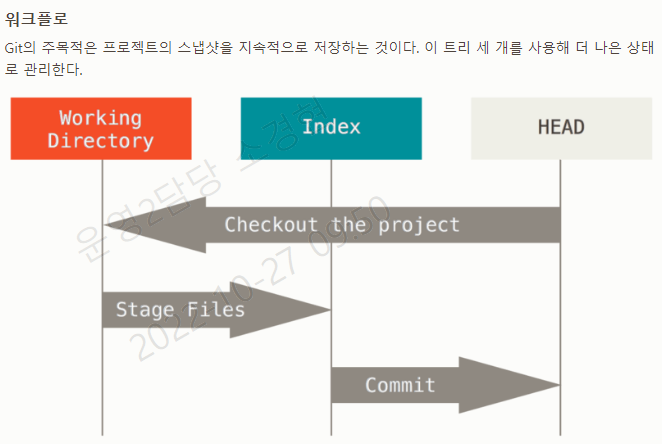 워크플로
Git의 주목적은 프로젝트의 스냅샷을 지속적으로 저장하는 것이다. 이 트리 세 개를 사용해 더 나은 상태
로 관리한다.
Working
Directory
Index
HEAD
운영2담당 소경혀
Checkout the project
2022-10-27 09:50
Stage Files
Commit